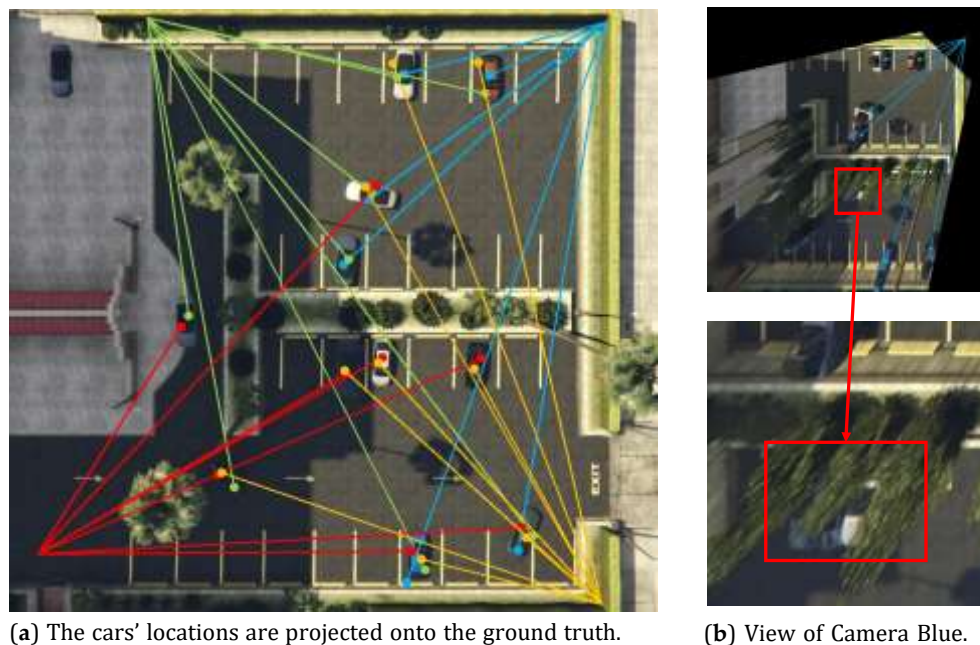 EXIT
(a) The cars’ locations are projected onto the ground truth.
(b) View of Camera Blue.